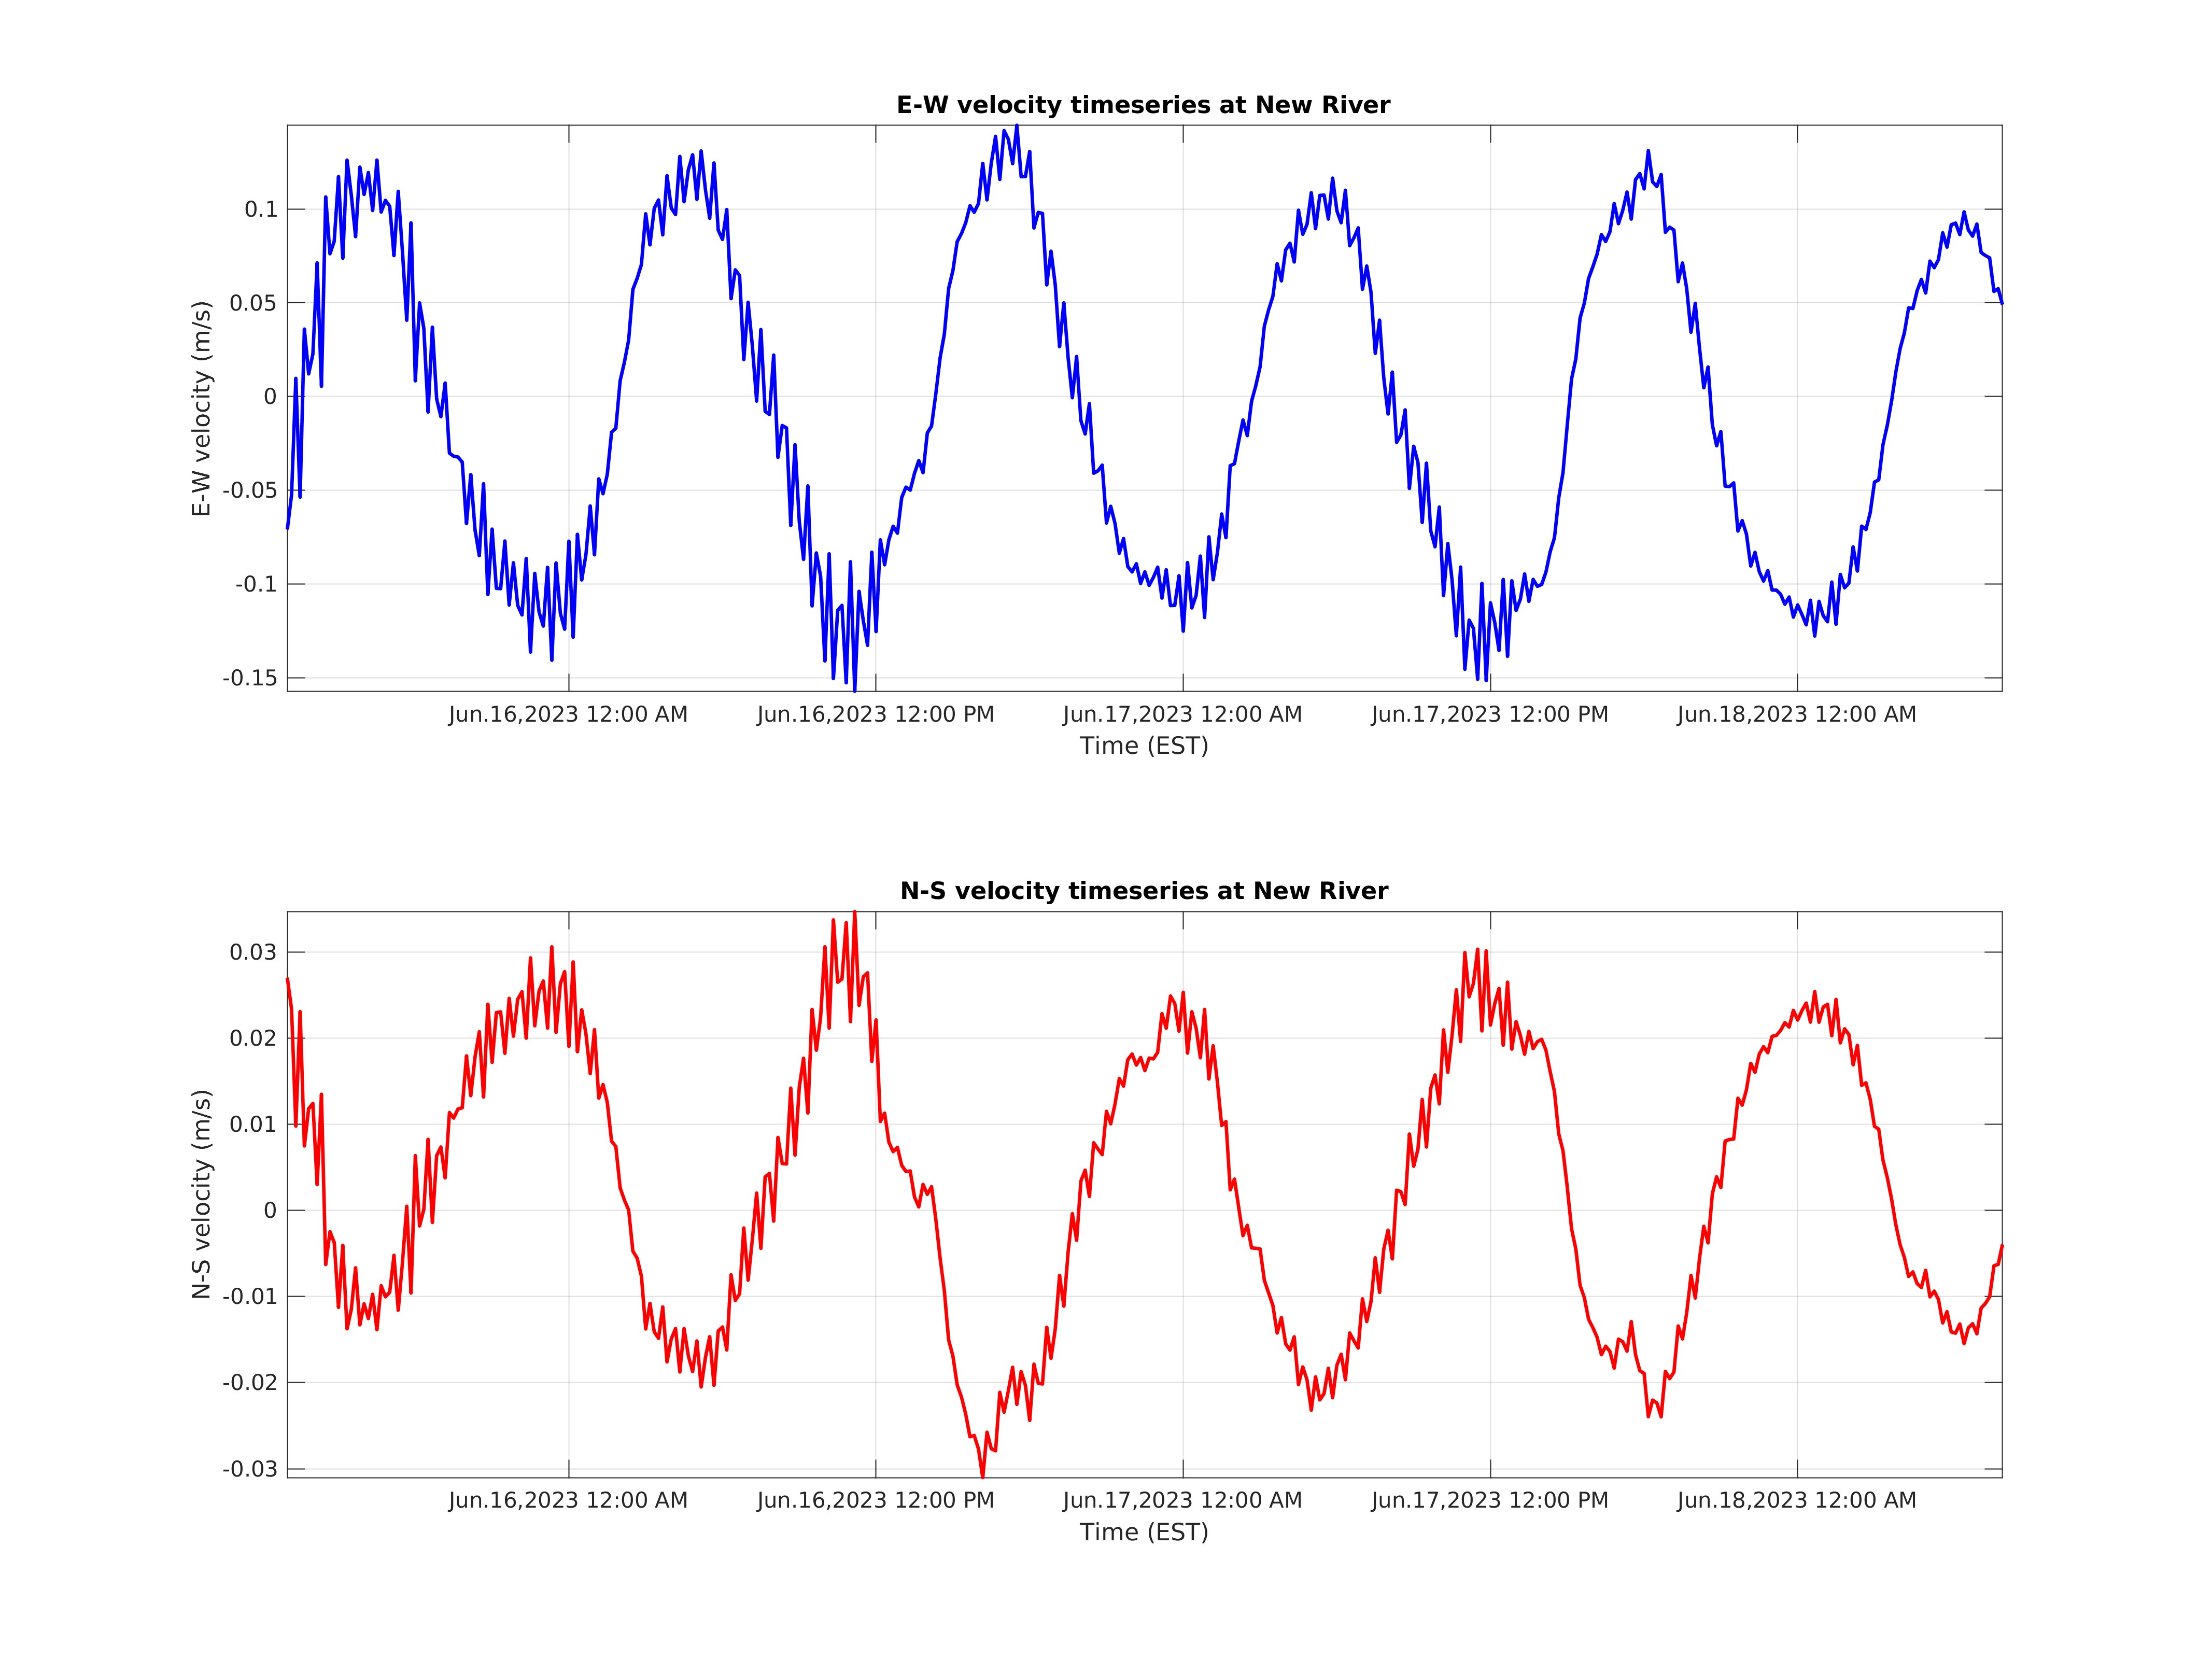 E-W velocity timeseries at New River
E-W velocity (m/s)
0.1
0.05
0
-0.05
-0.1
-0.15
Jun.16,2023 12:00 AM
Jun.16,2023 12:00 PM
Jun.17,2023 12:00 AM
Jun.17,2023 12:00 PM
Jun.18,2023 12:00 AM
Time (EST)
N-S velocity timeseries at New River
N-S velocity (m/s)
0.03
0.02
0.01
0
-0.01
-0.02
-0.03
Jun.16,2023 12:00 AM
Jun.16,2023 12:00 PM
Jun.17,2023 12:00 AM
Jun.17,2023 12:00 PM
Jun.18,2023 12:00 AM
Time (EST)